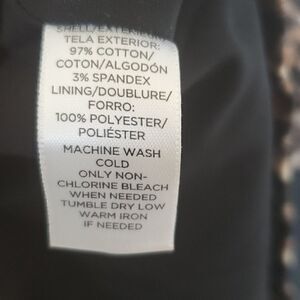 SHELL/EXTERIEUR/
TELA EXTERIOR:
97% COTTON/
COTON/ALGODÓN
3% SPANDEX
LINING/DOUBLURE/
FORRO:
100% POLYESTER/
POLIÉSTER
MACHINE WASH
COLD
ONLY NON-
CHLORINE BLEACH
WHEN NEEDED
TUMBLE DRY LOW
WARM IRON
IF NEEDED